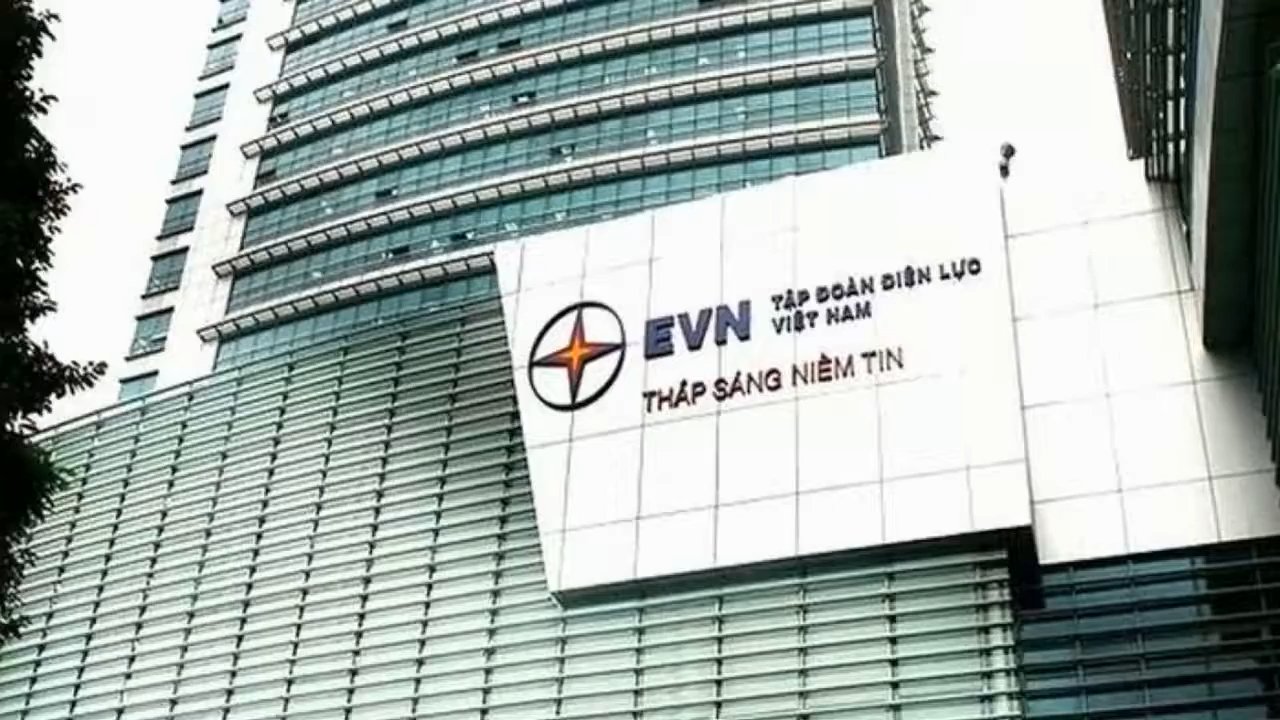 EVN
TẬP ĐOÀN ĐIỆN LỰC
VIỆT NAM
THẮP SÁNG NIỀM TIN